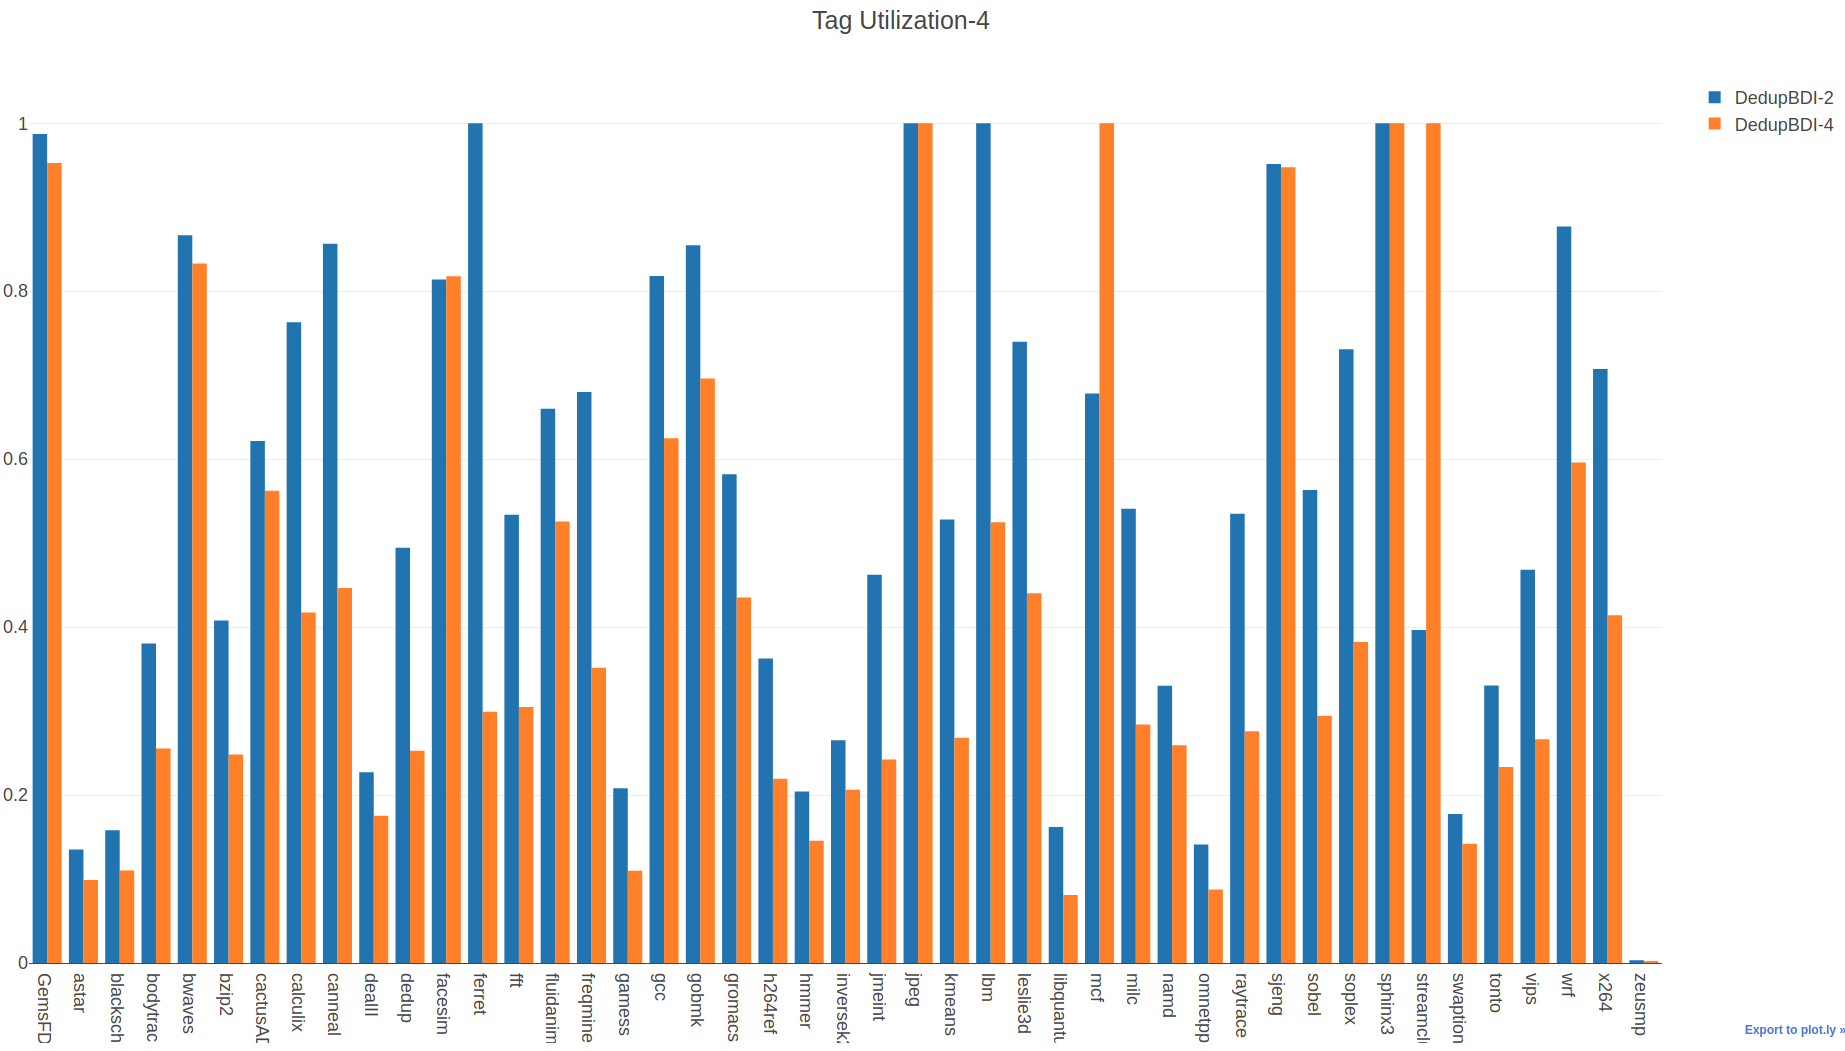 Tag Utilization-4
DedupBDI-2
DedupBDI-4
1
0.8
0.6
0.4
0.2
0
GemsFD
astar
blacksch
bodytrac
bwaves
bzip2
cactusAD
calculix
canneal
dealII
dedup
facesim
ferret
fft
fluidanim
freqmine
gamess
gcc
gobmk
gromacs
h264ref
hmmer
inversek2
jmeint
jpeg
kmeans
lbm
leslie3d
libquantu
mcf
milc
namd
omnetpp
raytrace
sjeng
sobel
soplex
sphinx3
streamclu
swaption
tonto
vips
wrf
x264
zeusmp
Export to plot.ly »